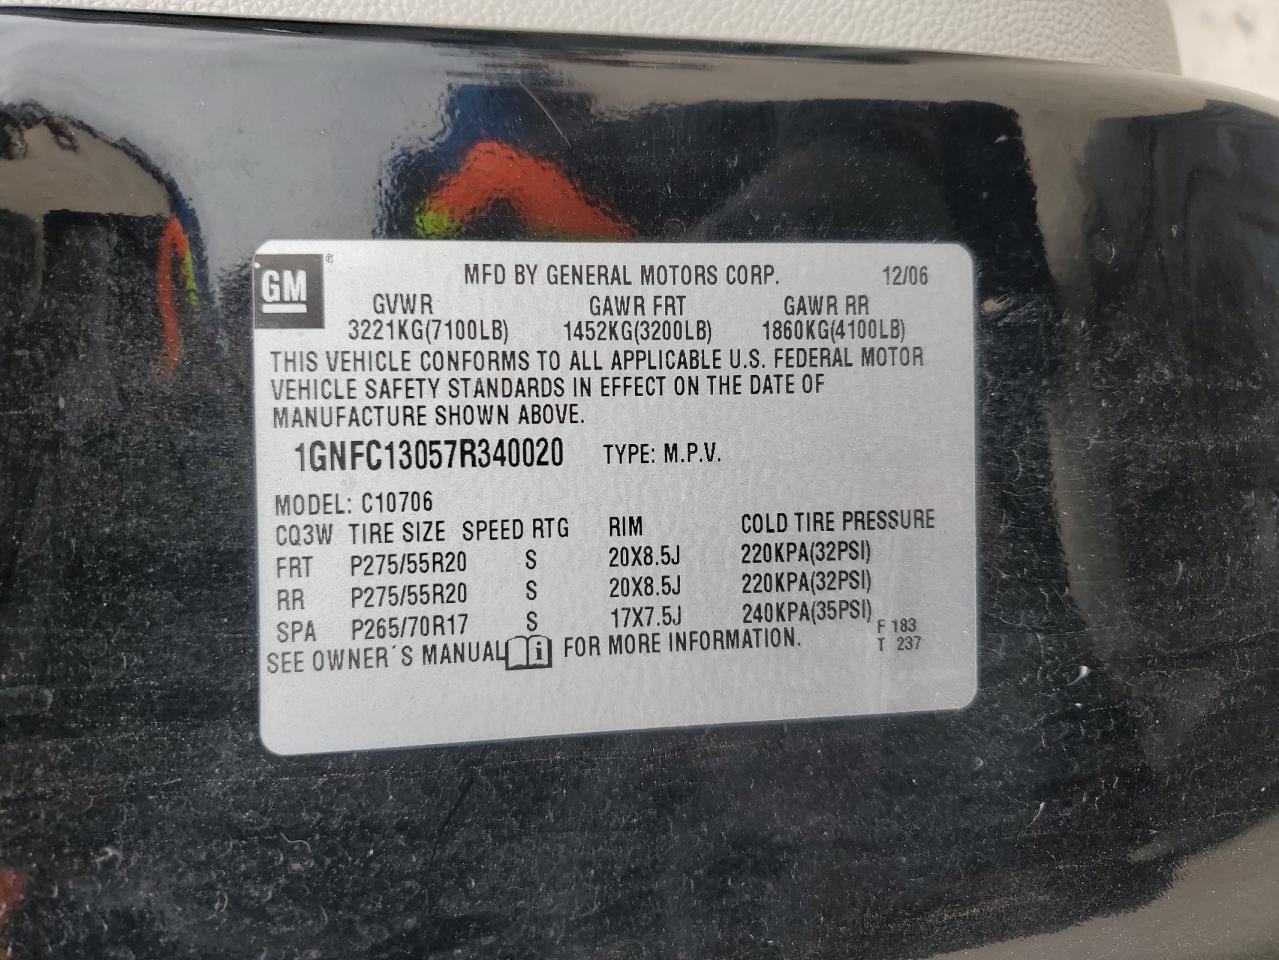 GM ® MFD BY GENERAL MOTORS CORP. 12/06
GVWR GAWR FRT GAWR RR
3221KG(7100LB) 1452KG(3200LB) 1860KG(4100LB)
THIS VEHICLE CONFORMS TO ALL APPLICABLE U.S. FEDERAL MOTOR
VEHICLE SAFETY STANDARDS IN EFFECT ON THE DATE OF
MANUFACTURE SHOWN ABOVE.
1GNFC13057R340020 TYPE: M.P.V.
MODEL: C10706
CQ3W TIRE SIZE SPEED RTG RIM COLD TIRE PRESSURE
FRT P275/55R20 S 20X8.5J 220KPA(32PSI)
RR P275/55R20 S 20X8.5J 220KPA(32PSI)
SPA P265/70R17 S 17X7.5J 240KPA(35PSI) F 183
SEE OWNER'S MANUAL i FOR MORE INFORMATION. T 237